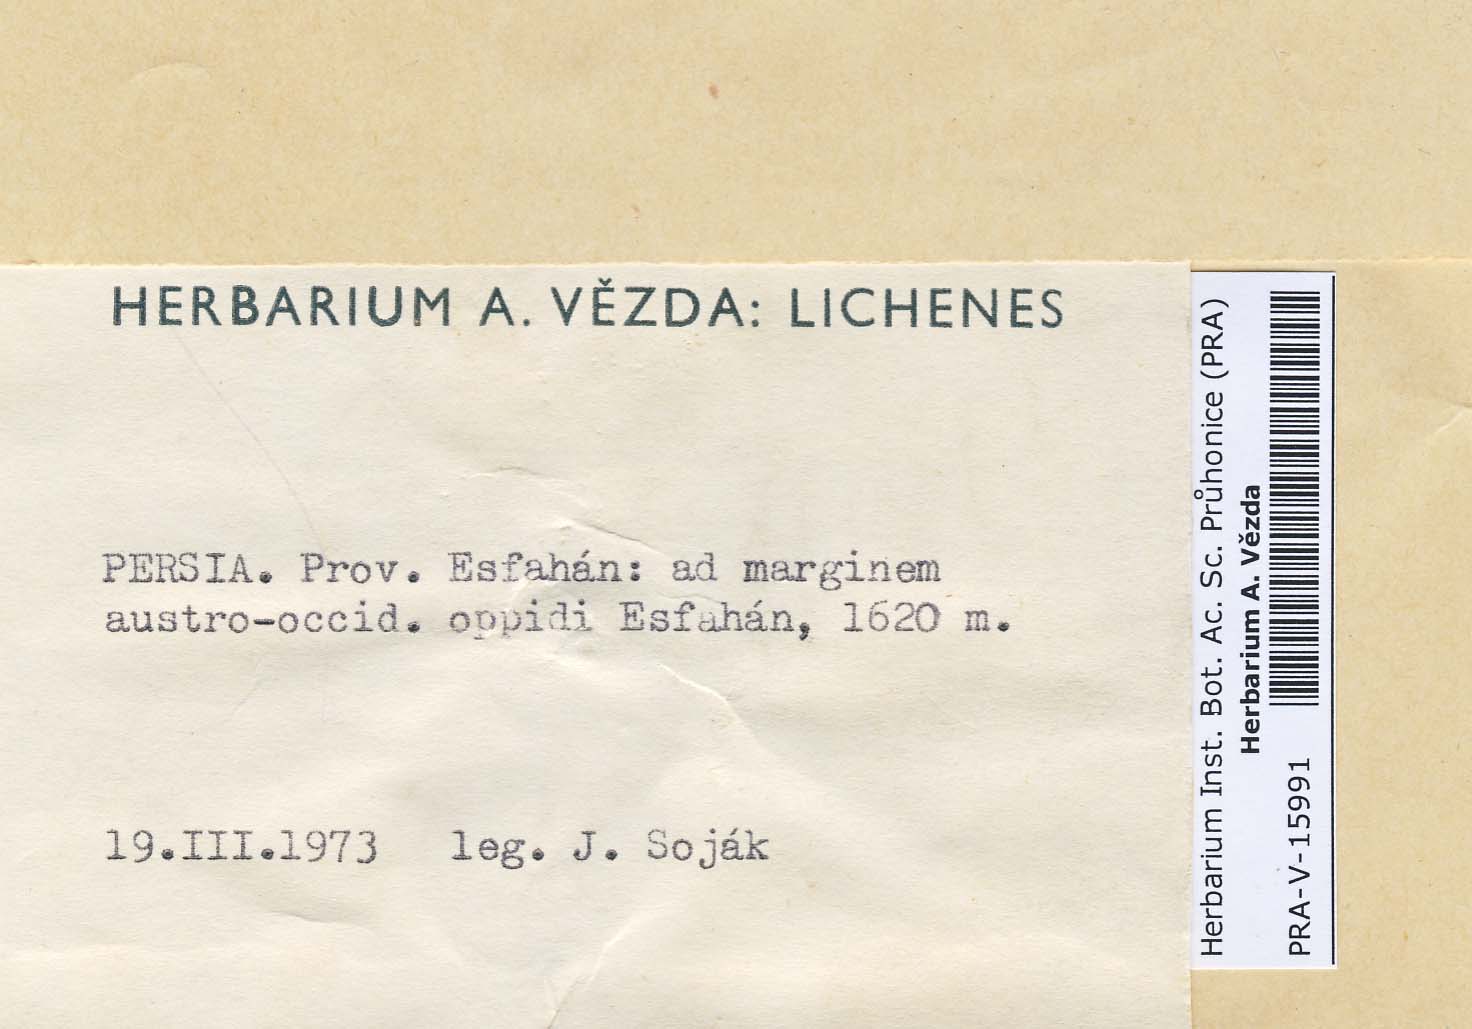 HERBARIUM A. VĚZDA: LICHENES
PERSIA. Prov. Esfahán: ad marginem
austro-occid. oppidi Esfahán, 1620 m.
19.III.1973 leg. J. Soják
Herbarium Inst. Bot. Ac. Sc. Průhonice (PRA)
Herbarium A. Vězda
PRA-V-15991